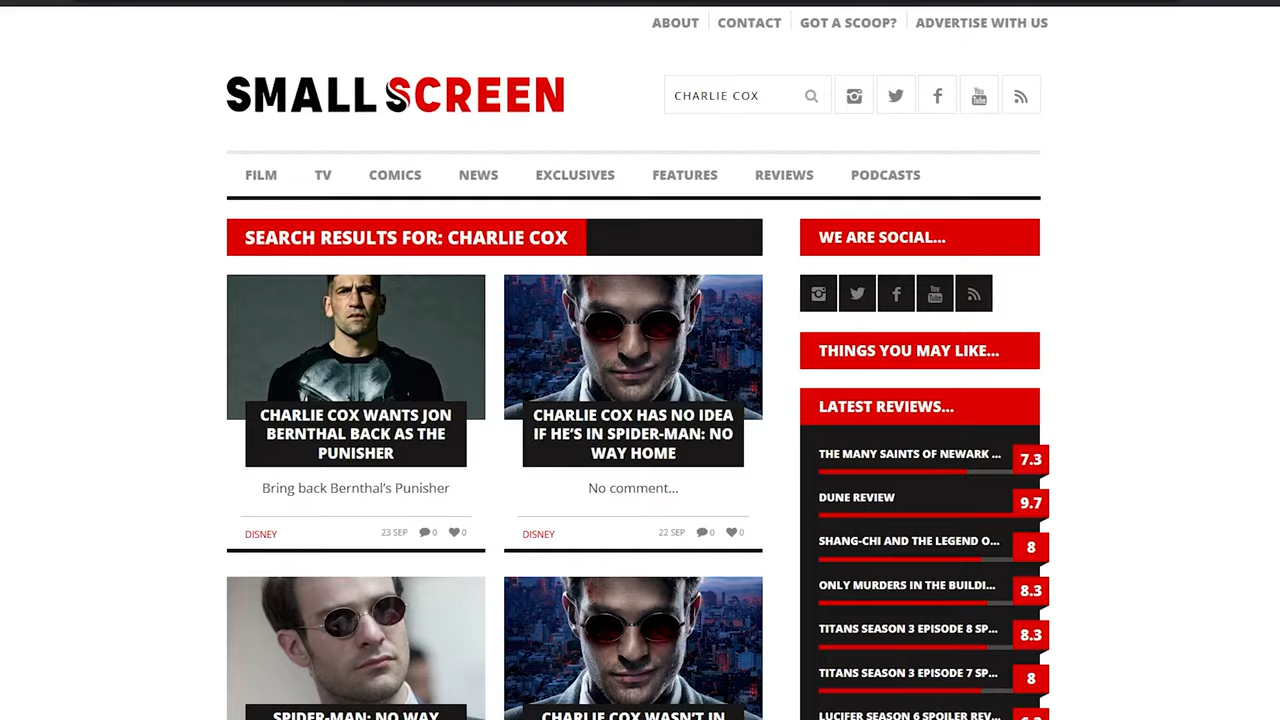 ABOUT
CONTACT
GOT A SCOOP?
ADVERTISE WITH US
SMALL SCREEN
CHARLIE COX
You
Tube
FILM
TV
COMICS
NEWS
EXCLUSIVES
FEATURES
REVIEWS
PODCASTS
SEARCH RESULTS FOR: CHARLIE COX
CHARLIE COX WANTS JON
BERNTHAL BACK AS THE
PUNISHER
Bring back Bernthal's Punisher
DISNEY
23 SEP
0
0
CHARLIE COX HAS NO IDEA
IF HE'S IN SPIDER-MAN: NO
WAY HOME
No comment...
DISNEY
22 SEP
0
0
SPIDER-MAN: NO WAY
CHARLIE COX WASN'T IN
WE ARE SOCIAL...
You
Tube
THINGS YOU MAY LIKE...
LATEST REVIEWS...
THE MANY SAINTS OF NEWARK ...
7.3
DUNE REVIEW
9.7
SHANG-CHI AND THE LEGEND O...
8
ONLY MURDERS IN THE BUILDI...
8.3
TITANS SEASON 3 EPISODE 8 SP...
8.3
TITANS SEASON 3 EPISODE 7 SP...
8
LUCIFER SEASON 6 SPOILER REV...